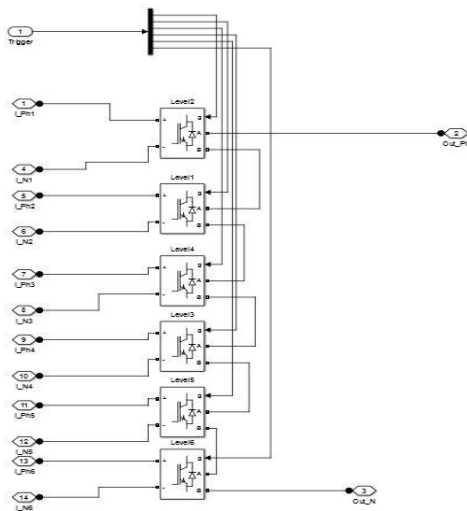 1
Trigger
1
I_Ph1
4
I_N1
5
I_Ph2
6
I_N2
7
I_Ph3
8
I_N3
9
I_Ph4
10
I_N4
11
I_Ph5
12
I_N5
13
I_Ph6
14
I_N6
Level2
+
-
g
A
B
Level1
+
-
g
A
B
Level4
+
-
g
A
B
Level3
+
-
g
A
B
Level5
+
-
g
A
B
Level6
+
-
g
A
B
2
3
Out_N